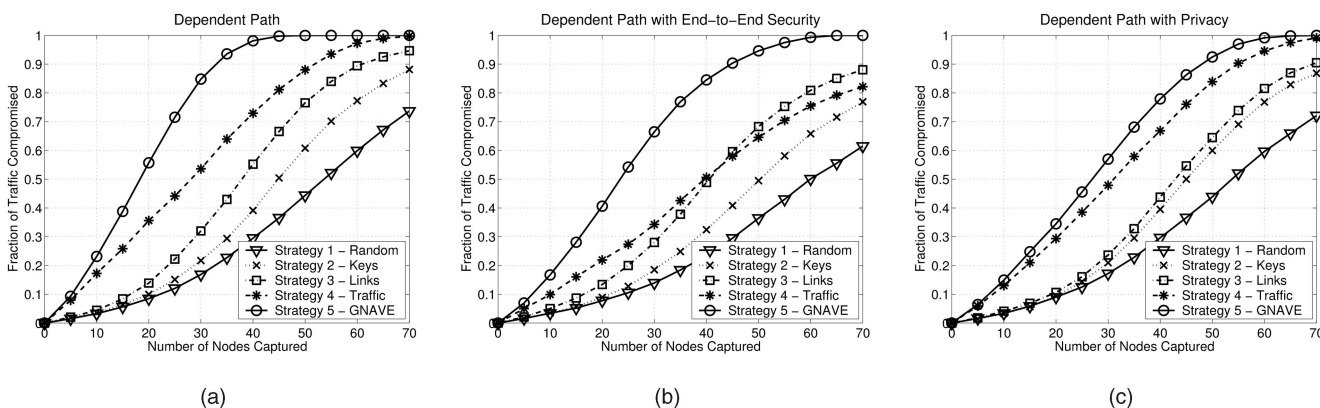 Dependent Path
1
0.9
0.8
0.7
0.6
0.5
0.4
0.3
0.2
0.1
0
Fraction of Traffic Compromised
0 10 20 30 40 50 60 70
Number of Nodes Captured
Strategy 1 − Random
Strategy 2 − Keys
Strategy 3 − Links
Strategy 4 − Traffic
Strategy 5 − GNAVE
(a)
Dependent Path with End−to−End Security
1
0.9
0.8
0.7
0.6
0.5
0.4
0.3
0.2
0.1
0
Fraction of Traffic Compromised
0 10 20 30 40 50 60 70
Number of Nodes Captured
Strategy 1 − Random
Strategy 2 − Keys
Strategy 3 − Links
Strategy 4 − Traffic
Strategy 5 − GNAVE
(b)
Dependent Path with Privacy
1
0.9
0.8
0.7
0.6
0.5
0.4
0.3
0.2
0.1
0
Fraction of Traffic Compromised
0 10 20 30 40 50 60 70
Number of Nodes Captured
Strategy 1 − Random
Strategy 2 − Keys
Strategy 3 − Links
Strategy 4 − Traffic
Strategy 5 − GNAVE
(c)